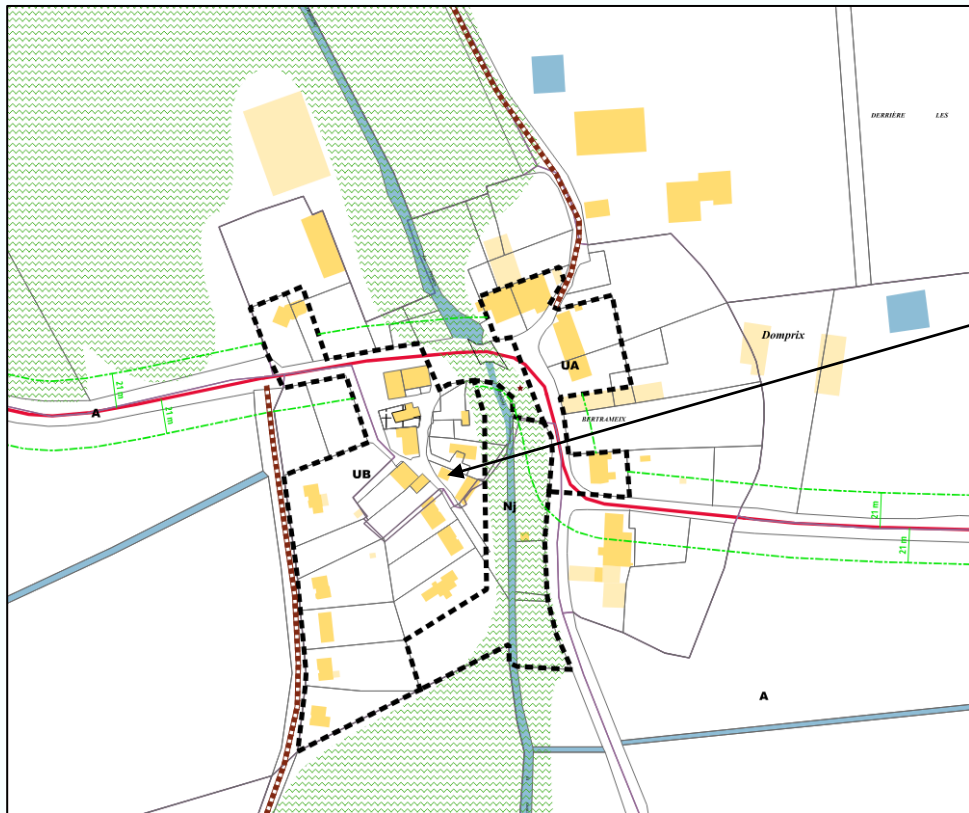 DERRIÈRE LES
Domprix
UA
21 m
A
21 m
BERTRAMEIX
UB
Nj
21 m
21 m
A